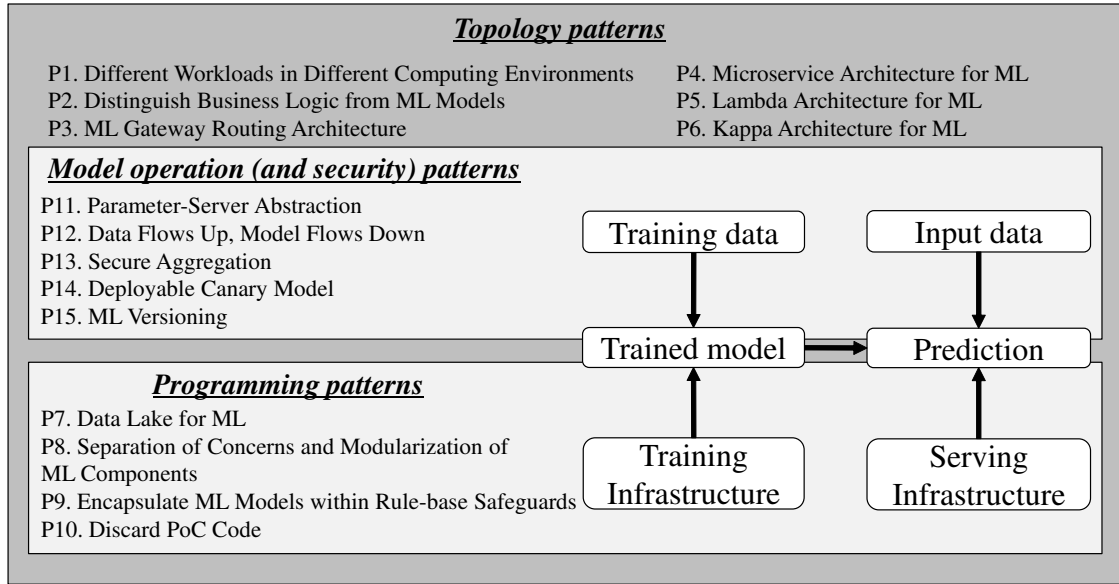 Topology patterns
P1. Different Workloads in Different Computing Environments
P2. Distinguish Business Logic from ML Models
P3. ML Gateway Routing Architecture
P4. Microservice Architecture for ML
P5. Lambda Architecture for ML
P6. Kappa Architecture for ML
Model operation (and security) patterns
P11. Parameter-Server Abstraction
P12. Data Flows Up, Model Flows Down
P13. Secure Aggregation
P14. Deployable Canary Model
P15. ML Versioning
Training data
Input data
Trained model
Prediction
Programming patterns
P7. Data Lake for ML
P8. Separation of Concerns and Modularization of
ML Components
P9. Encapsulate ML Models within Rule-base Safeguards
P10. Discard PoC Code
Training
Infrastructure
Serving
Infrastructure